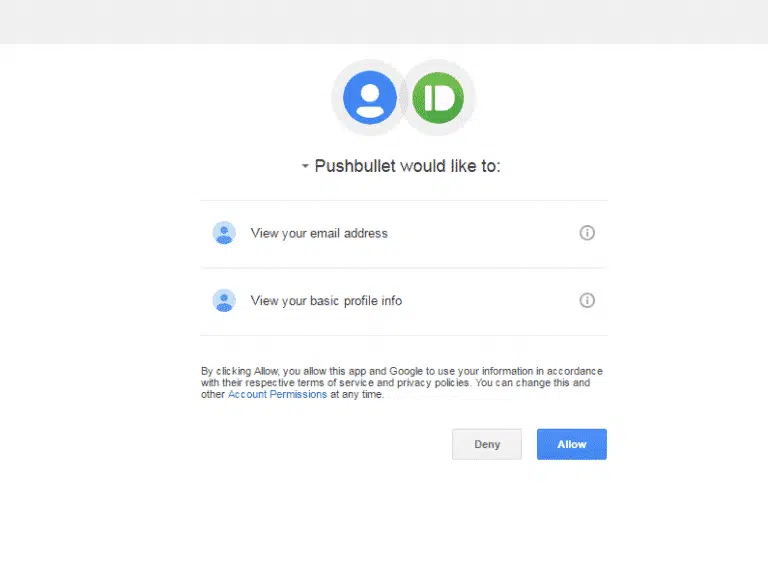 Pushbullet would like to:
View your email address
View your basic profile info
By clicking Allow, you allow this app and Google to use your information in accordance
with their respective terms of service and privacy policies. You can change this and
other Account Permissions at any time.
Deny
Allow